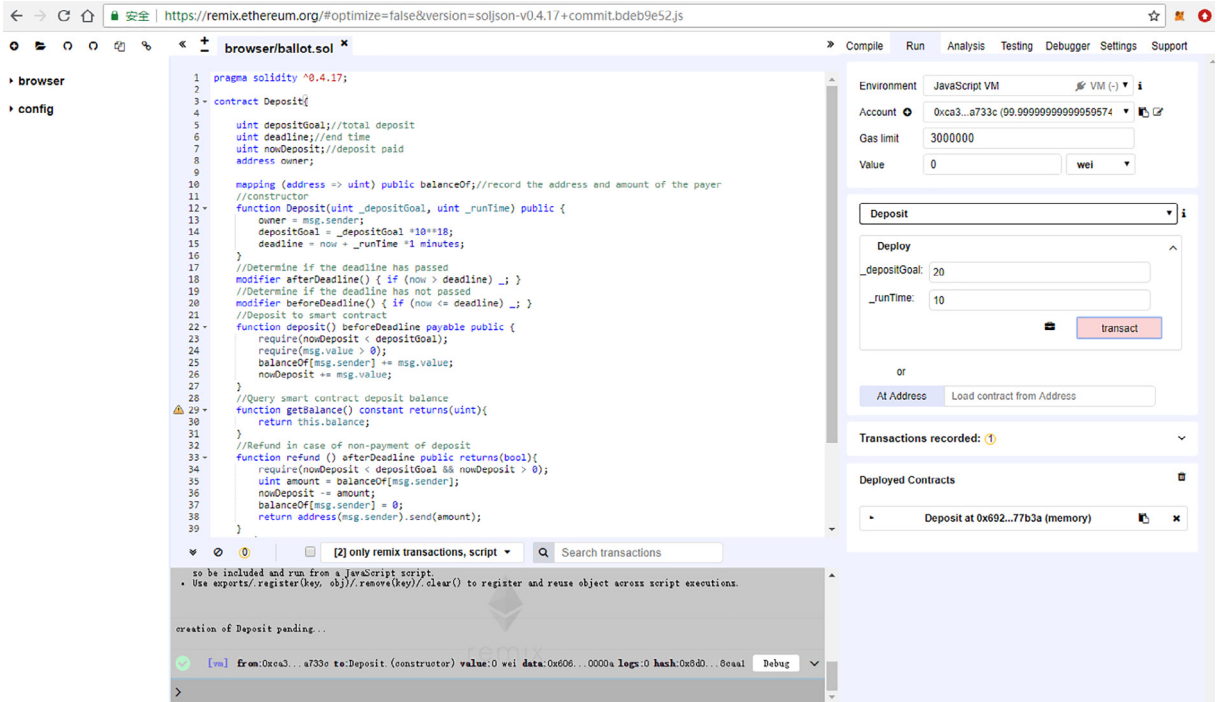 安全 https://remix.ethereum.org/#optimize=false&version=soljson-v0.4.17+commit.bdeb9e52.js
browser/ballot.sol ×
Compile Run Analysis Testing Debugger Settings Support
browser
config
1 pragma solidity ^0.4.17;
2
3 contract Deposit{
4
5 uint depositGoal;//total deposit
6 uint deadline;//end time
7 uint nowDeposit;//deposit paid
8 address owner;
9
10 mapping (address => uint) public balanceOf;//record the address and amount of the payer
11 //constructor
12 function Deposit(uint _depositGoal, uint _runTime) public {
13 owner = msg.sender;
14 depositGoal = _depositGoal *10**18;
15 deadline = now + _runTime *1 minutes;
16 }
17 //Determine if the deadline has passed
18 modifier afterDeadline() { if (now > deadline) _; }
19 //Determine if the deadline has not passed
20 modifier beforeDeadline() { if (now <= deadline) _; }
21 //Deposit to smart contract
22 function deposit() beforeDeadline payable public {
23 require(nowDeposit < depositGoal);
24 require(msg.value > 0);
25 balanceOf[msg.sender] += msg.value;
26 nowDeposit += msg.value;
27 }
28 //Query smart contract deposit balance
29 function getBalance() constant returns(uint){
30 return this.balance;
31 }
32 //Refund in case of non-payment of deposit
33 function refund () afterDeadline public returns(bool){
34 require(nowDeposit < depositGoal && nowDeposit > 0);
35 uint amount = balanceOf[msg.sender];
36 nowDeposit -= amount;
37 balanceOf[msg.sender] = 0;
38 return address(msg.sender).send(amount);
39 }
0 [2] only remix transactions, script Search transactions
so be included and run from a JavaScript script.
• Use exports/.register(key, obj)/.remove(key)/.clear() to register and reuse object across script executions.
remix
creation of Deposit pending...
[vm] from:0xca3...a733c to:Deposit.(constructor) value:0 wei data:0x606...0000a logs:0 hash:0x8d0...8caa1 Debug
>
Environment JavaScript VM VM (-) i
Account 0xca3...a733c (99.99999999999959574
Gas limit 3000000
Value 0 wei
Deposit i
Deploy
_depositGoal: 20
_runTime: 10
transact
or
At Address Load contract from Address
Transactions recorded: 1
Deployed Contracts
Deposit at 0x692...77b3a (memory)